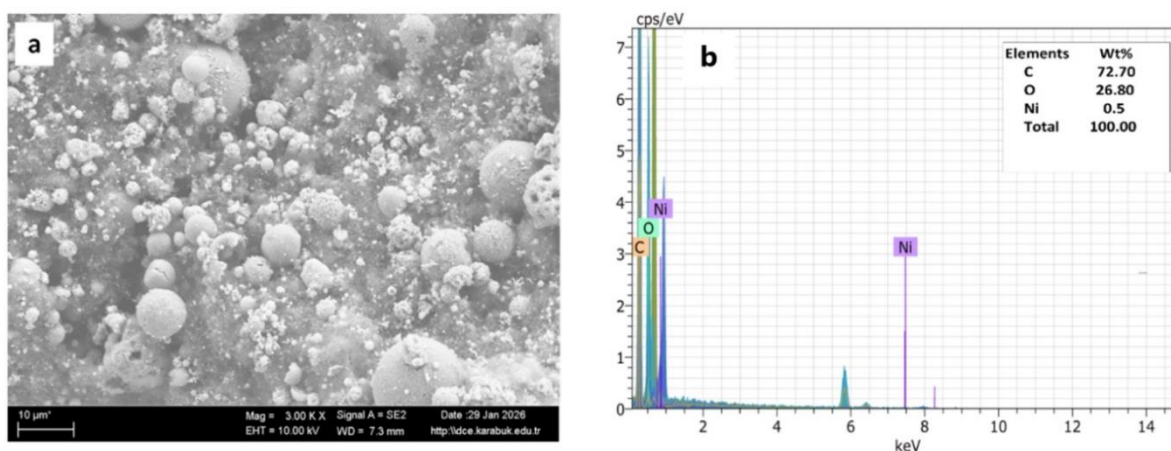 a
10 µm*
Mag = 3.00 K X Signal A = SE2 Date :29 Jan 2026
EHT = 10.00 kV WD = 7.3 mm http://dce.karabuk.edu.tr
b
cps/eV
Elements Wt%
C 72.70
O 26.80
Ni 0.5
Total 100.00
7
6
5
4
3
2
1
0
Ni
O
C
Ni
2 4 6 8 10 12 14
keV